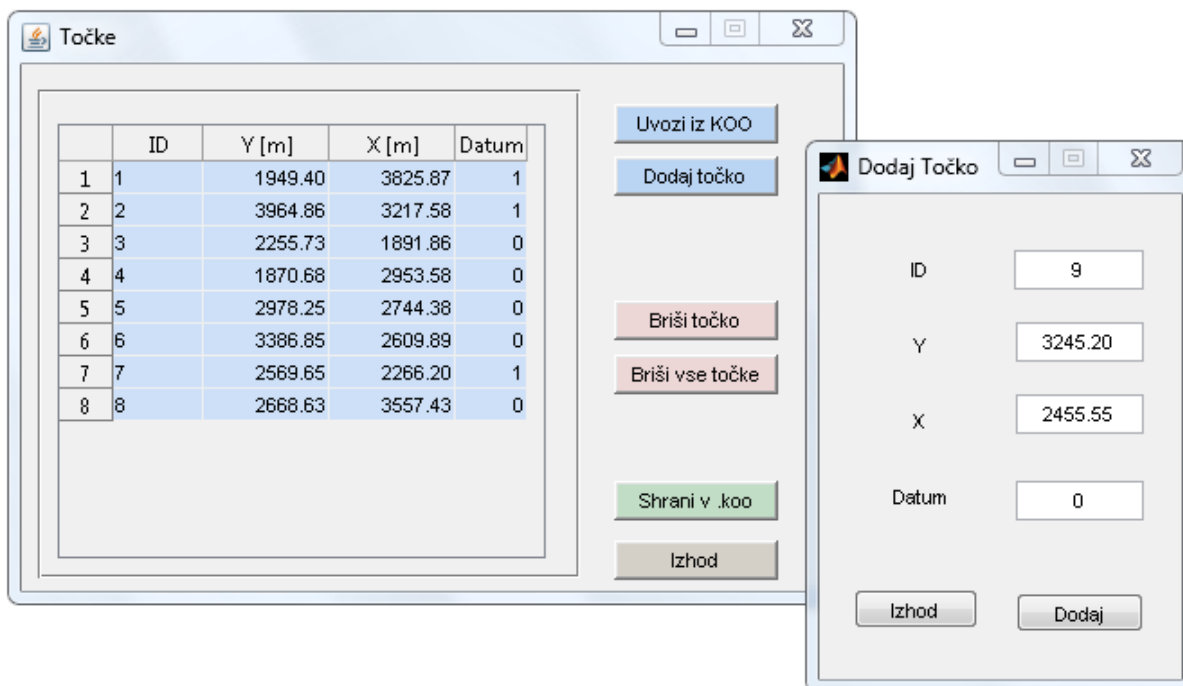 Točke
ID Y [m] X [m] Datum
1 1 1949.40 3825.87 1
2 2 3964.86 3217.58 1
3 3 2255.73 1891.86 0
4 4 1870.68 2953.58 0
5 5 2978.25 2744.38 0
6 6 3386.85 2609.89 0
7 7 2569.65 2266.20 1
8 8 2668.63 3557.43 0
Uvozi iz KOO
Dodaj točko
Briši točko
Briši vse točke
Shrani v .koo
Izhod
Dodaj Točko
ID 9
Y 3245.20
X 2455.55
Datum 0
Izhod Dodaj